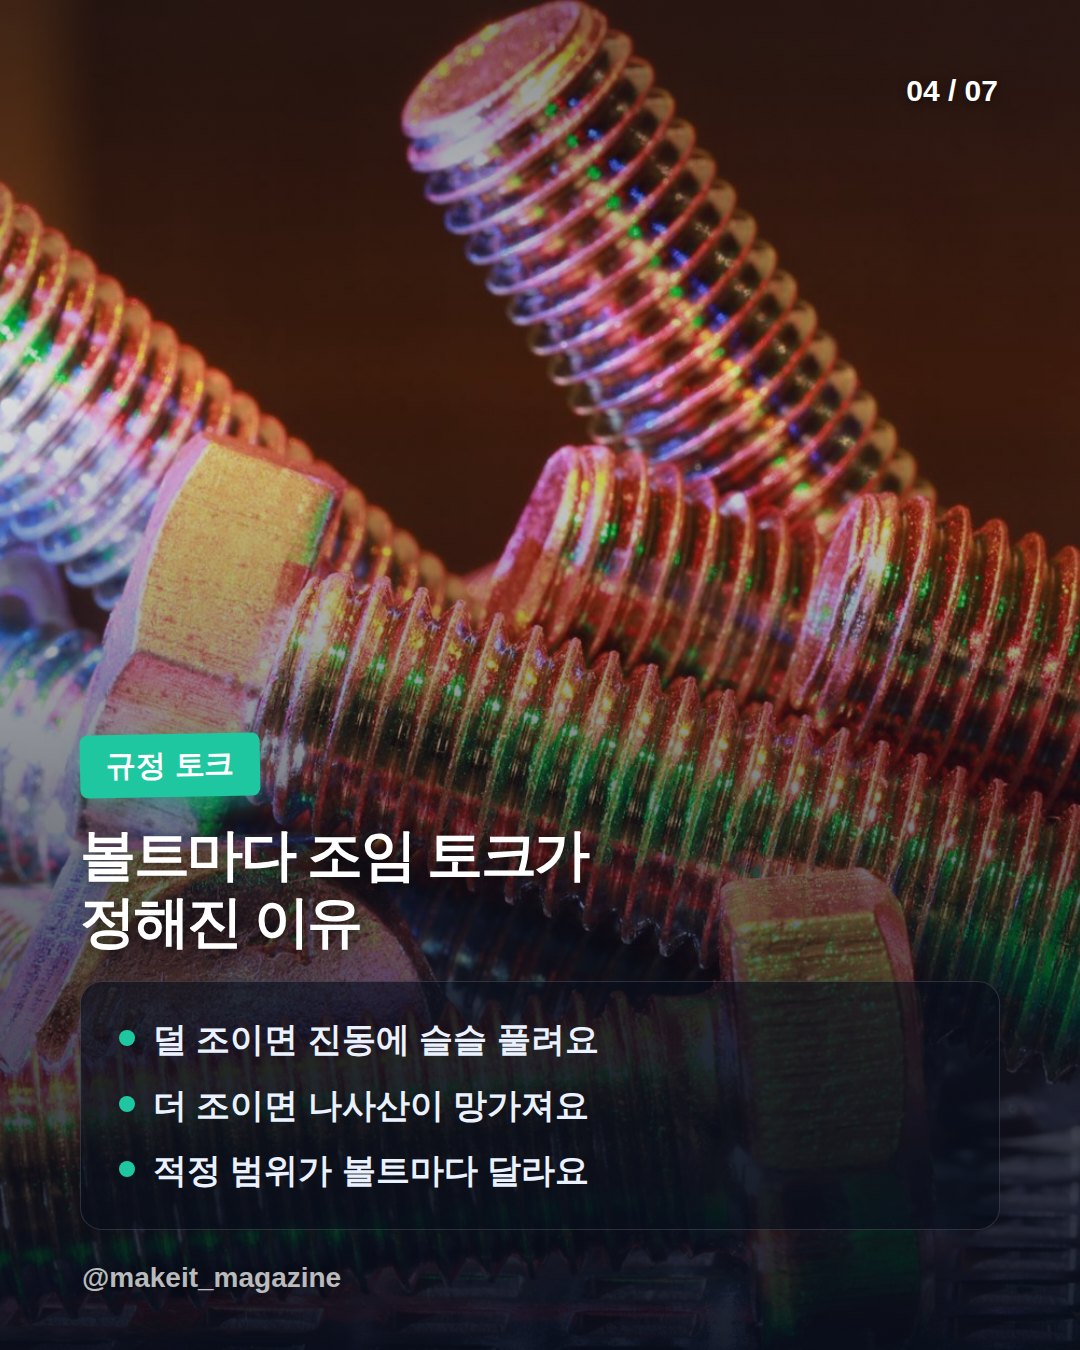 04 / 07
규정 토크
볼트마다 조임 토크가
정해진 이유
덜 조이면 진동에 슬슬 풀려요
더 조이면 나사산이 망가져요
적정 범위가 볼트마다 달라요
@makeit_magazine